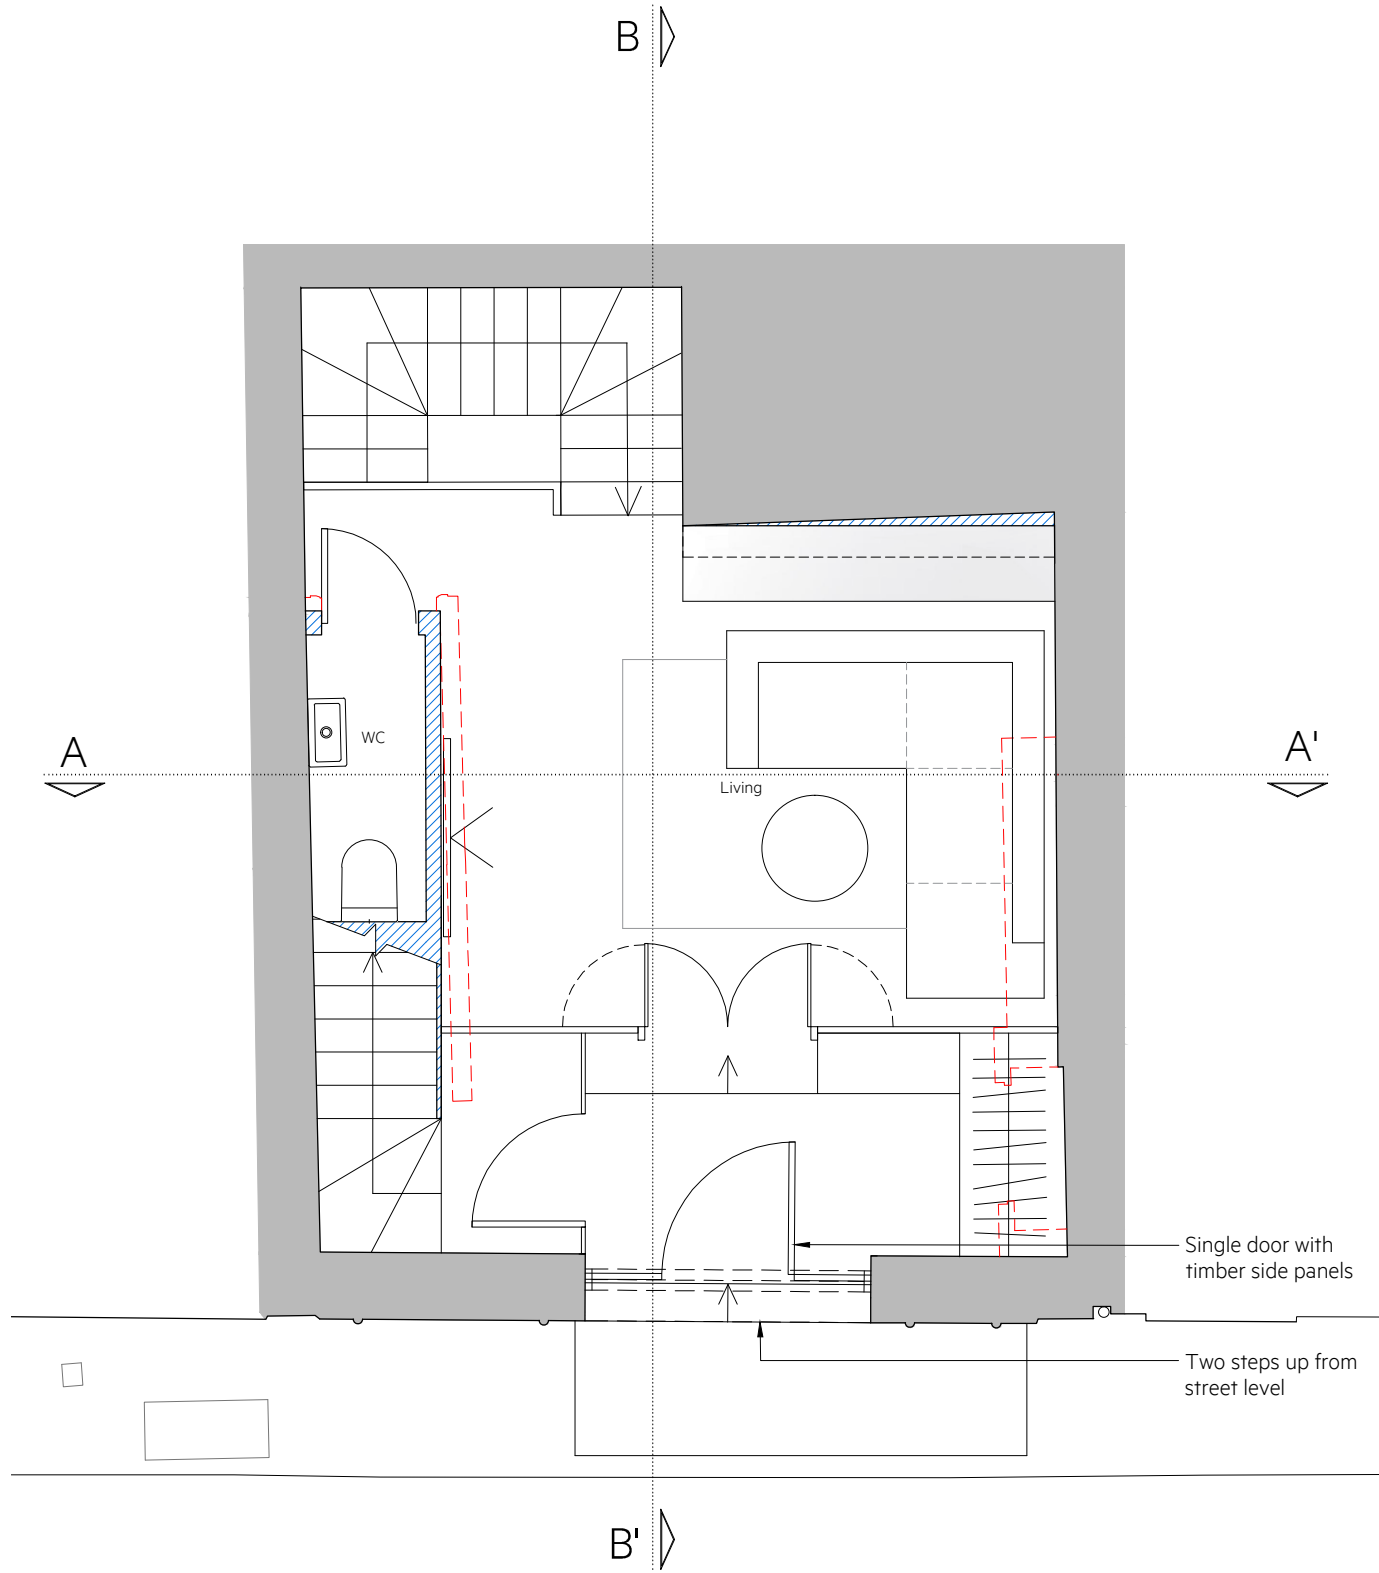 B
A
A'
WC
Living
Single door with
timber side panels
Two steps up from
street level
B'